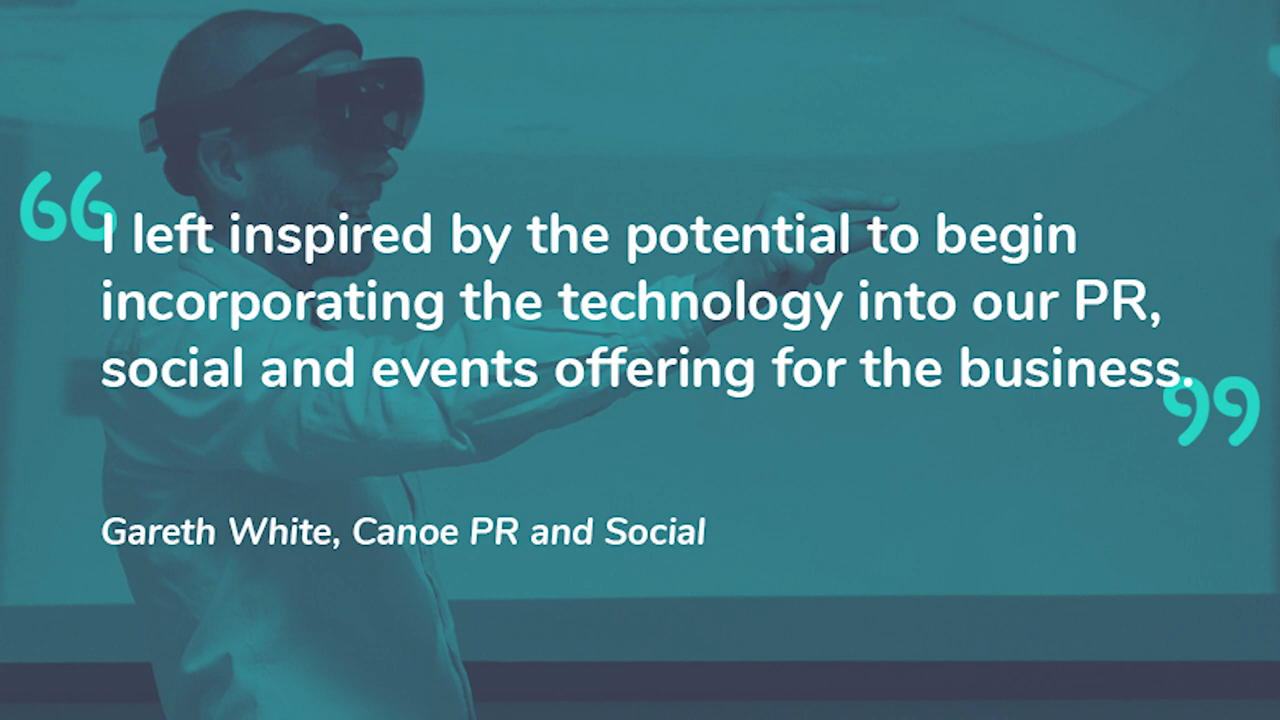 “I left inspired by the potential to begin
incorporating the technology into our PR,
social and events offering for the business.”
Gareth White, Canoe PR and Social